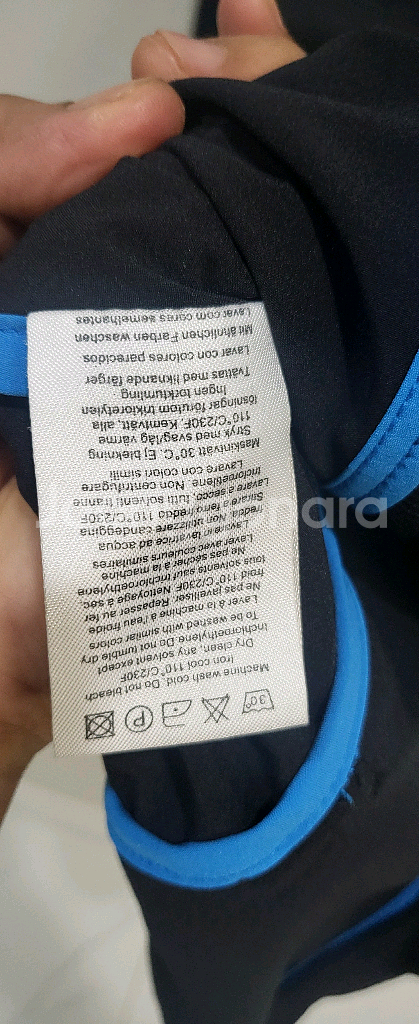 30°
P
Machine wash cold. Do not bleach
Iron cool 110°C/230F
Dry clean, any solvent except
trichloroethylene. Do not tumble dry
To be washed with similar colors
Laver à la machine à l'eau froide
Ne pas javelliser. Repasser au fer
froid 110°C/230F. Nettoyage à sec,
tous solvents sauf trichloroéthylene
Ne pas sécher à la machine
Laver avec couleurs similaires
Lavare in lavatrice ad acqua
fredda. Non utilizzare candeggina
Stirare a ferro freddo 110°C/230F
Lavare a secco, tutti solventi tranne
tricloroetilene. Non centrifugare
Lavare con colori simili
Maskintvätt 30°C. Ej blekning
Stryk med svag/låg värme
110°C/230F. Kemtvätt, alla
lösningar förutom trikloretylen
Ingen torktumling
Tvättas med liknande färger
Lavar con colores parecidos
Mit ähnlichen Farben waschen
Lavar com cores semelhantes